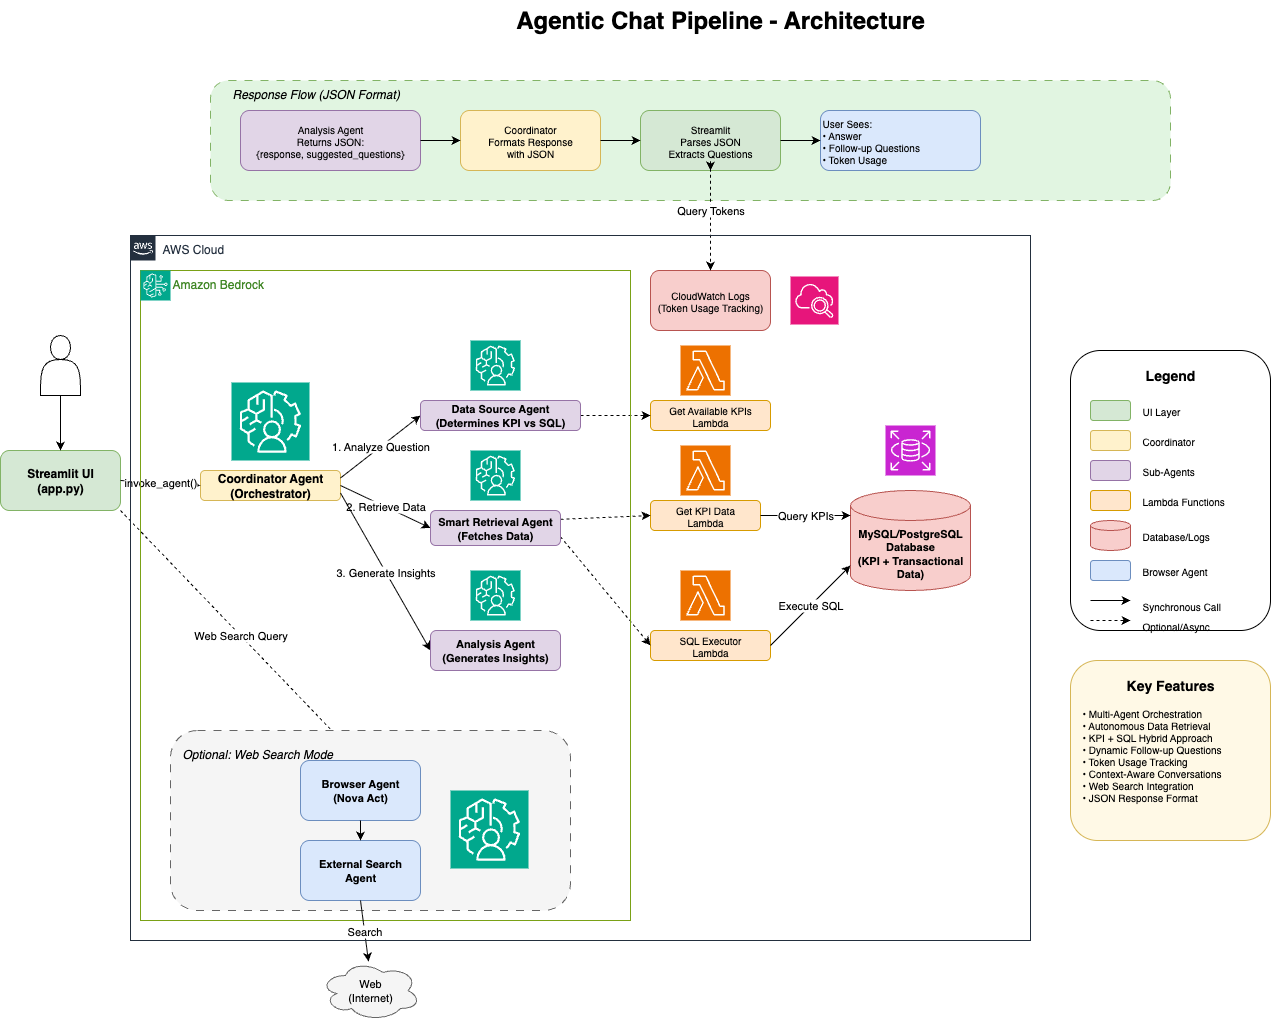 Agentic Chat Pipeline - Architecture
Response Flow (JSON Format)
Analysis Agent
Returns JSON:
{response, suggested_questions}
Coordinator
Formats Response
with JSON
Streamlit
Parses JSON
Extracts Questions
User Sees:
• Answer
• Follow-up Questions
• Token Usage
Query Tokens
aws
AWS Cloud
Amazon Bedrock
CloudWatch Logs
(Token Usage Tracking)
Streamlit UI
(app.py)
invoke_agent()
Coordinator Agent
(Orchestrator)
1. Analyze Question
2. Retrieve Data
3. Generate Insights
Data Source Agent
(Determines KPI vs SQL)
Smart Retrieval Agent
(Fetches Data)
Analysis Agent
(Generates Insights)
Get Available KPIs
Lambda
Get KPI Data
Lambda
SQL Executor
Lambda
Query KPIs
Execute SQL
MySQL/PostgreSQL
Database
(KPI + Transactional
Data)
Web Search Query
Optional: Web Search Mode
Browser Agent
(Nova Act)
External Search
Agent
Search
Web
(Internet)
Legend
UI Layer
Coordinator
Sub-Agents
Lambda Functions
Database/Logs
Browser Agent
Synchronous Call
Optional/Async
Key Features
• Multi-Agent Orchestration
• Autonomous Data Retrieval
• KPI + SQL Hybrid Approach
• Dynamic Follow-up Questions
• Token Usage Tracking
• Context-Aware Conversations
• Web Search Integration
• JSON Response Format